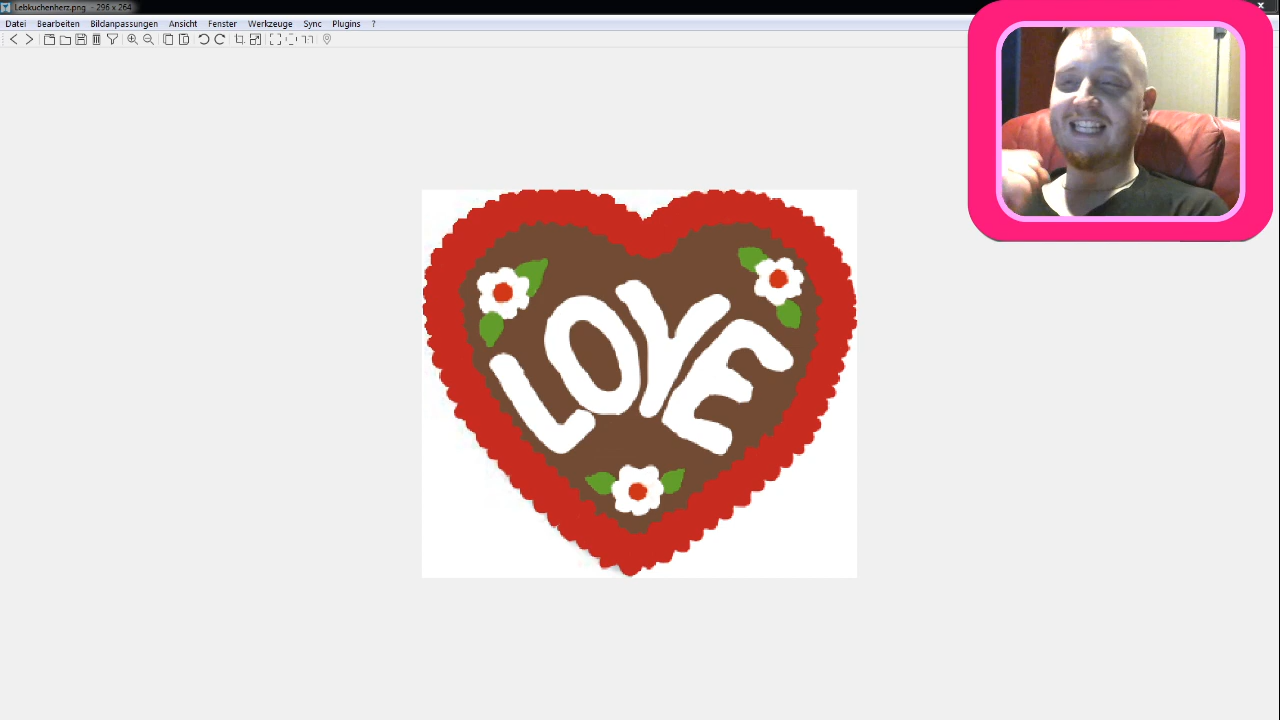 Lebkuchenherz.png - 296 x 264
Datei Bearbeiten Bildanpassungen Ansicht Fenster Werkzeuge Sync Plugins ?
LOVE